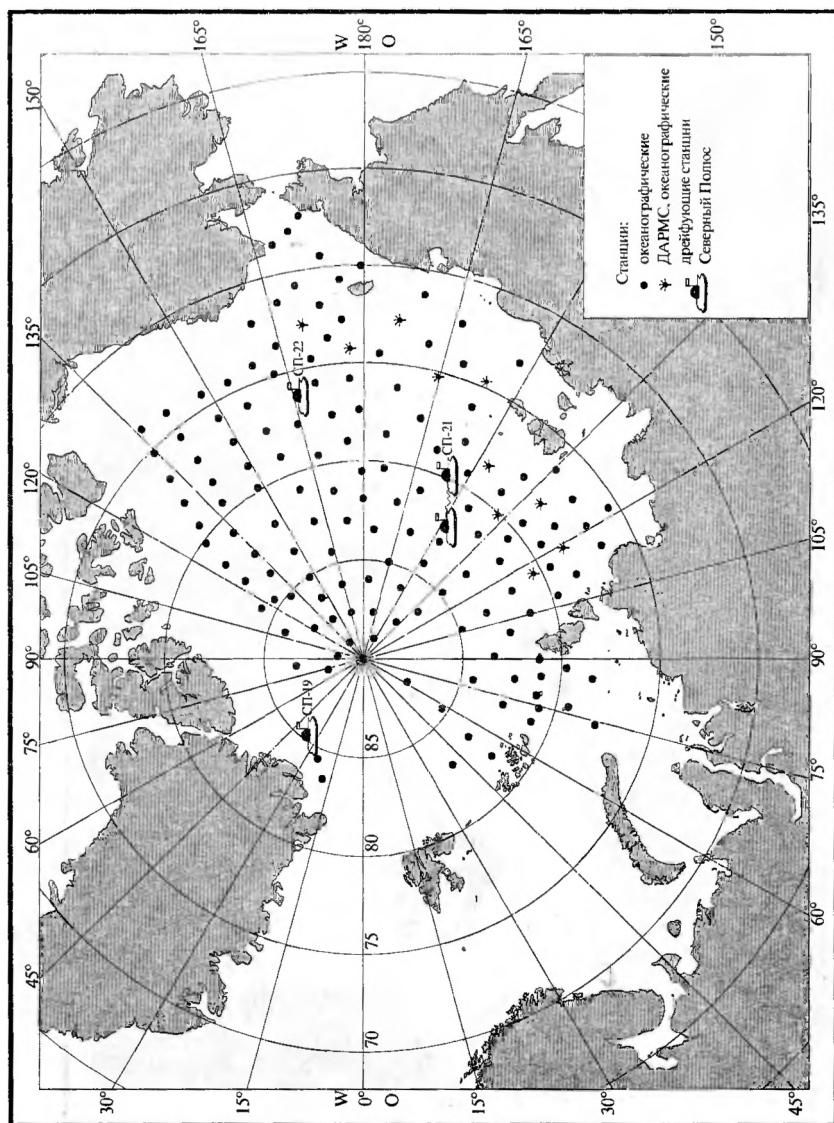 165°
W
180°
O
165°
150°
150°
135°
120°
105°
90°
75°
60°
45°
30°
15°
W
0°
O
15°
30°
45°
60°
75°
90°
105°
120°
135°
85
80
75
70
СП-22
СП-21
СП-19
Станции:
океанографические
ДАРМС, океанографические
дрейфующие станции
Северный Полюс